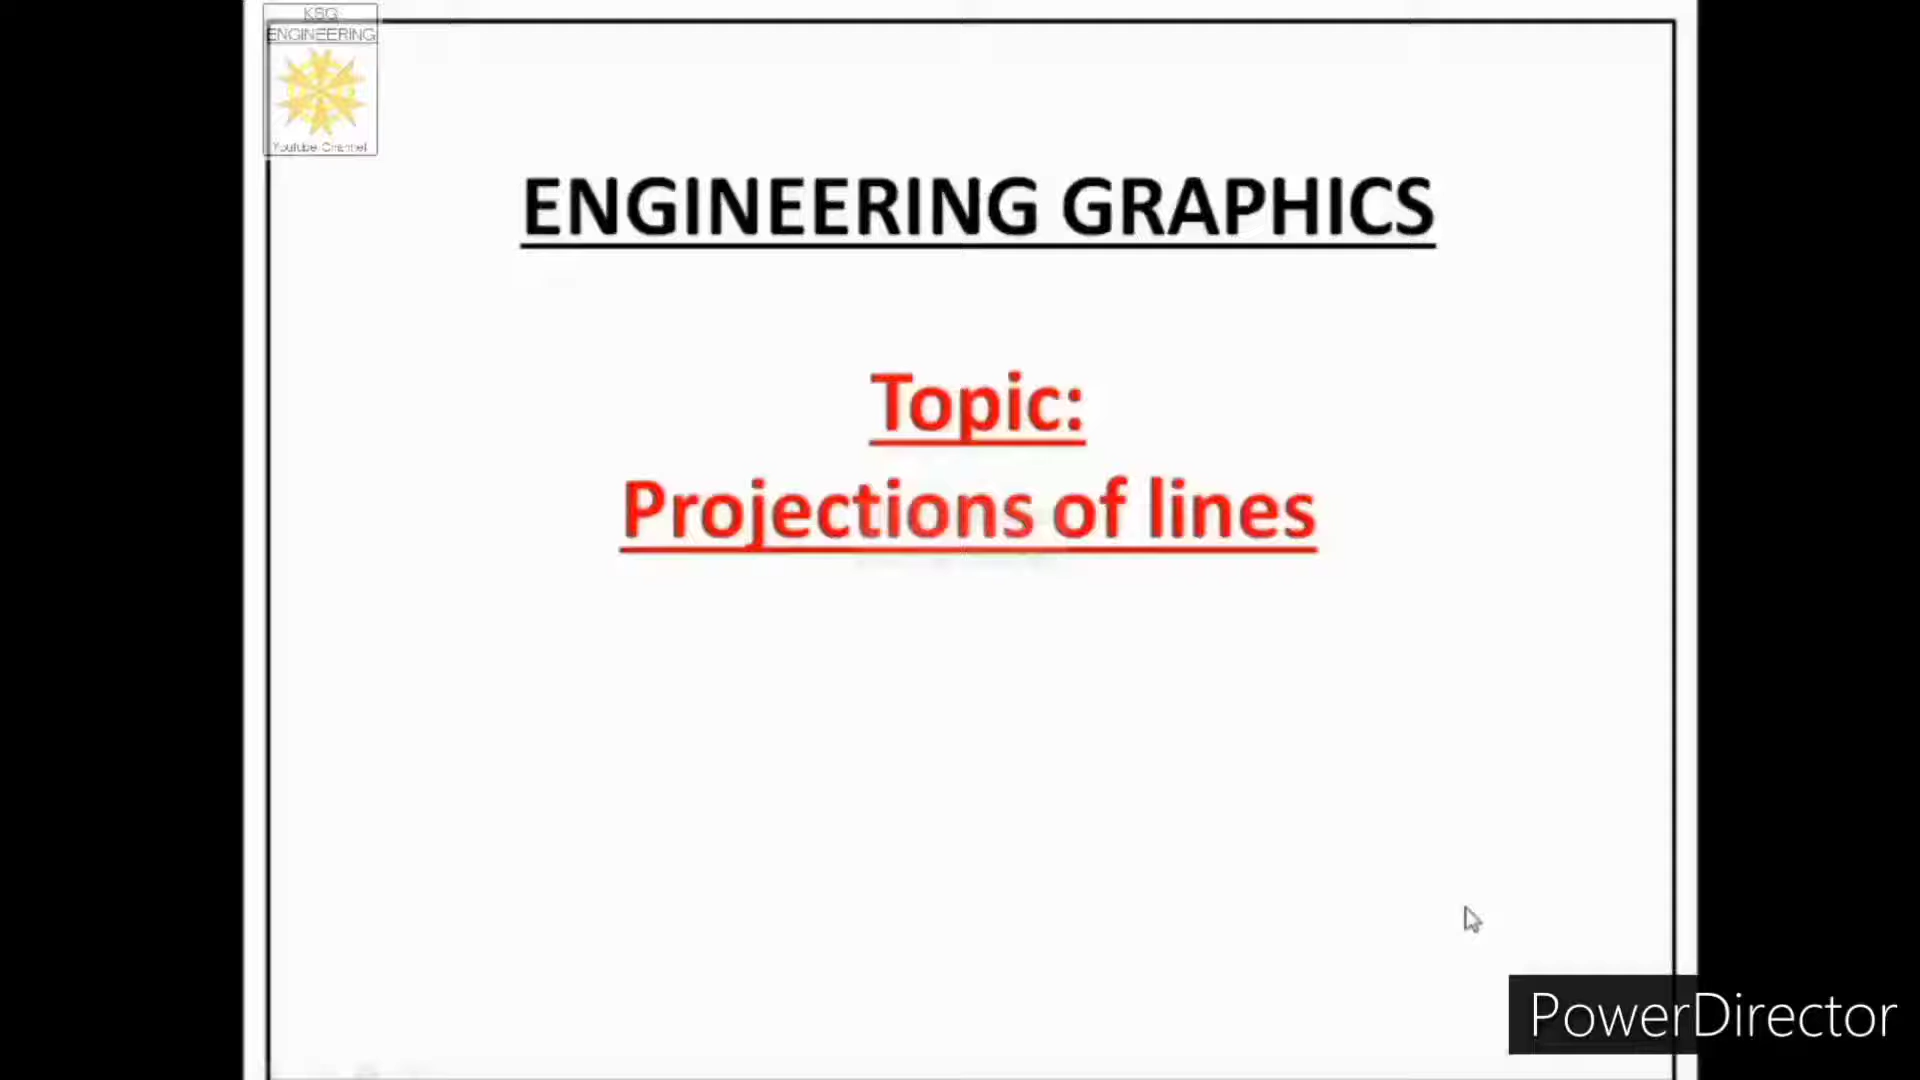 KSG
ENGINEERING
Youtube Channel
ENGINEERING GRAPHICS
Topic:
Projections of lines
PowerDirector